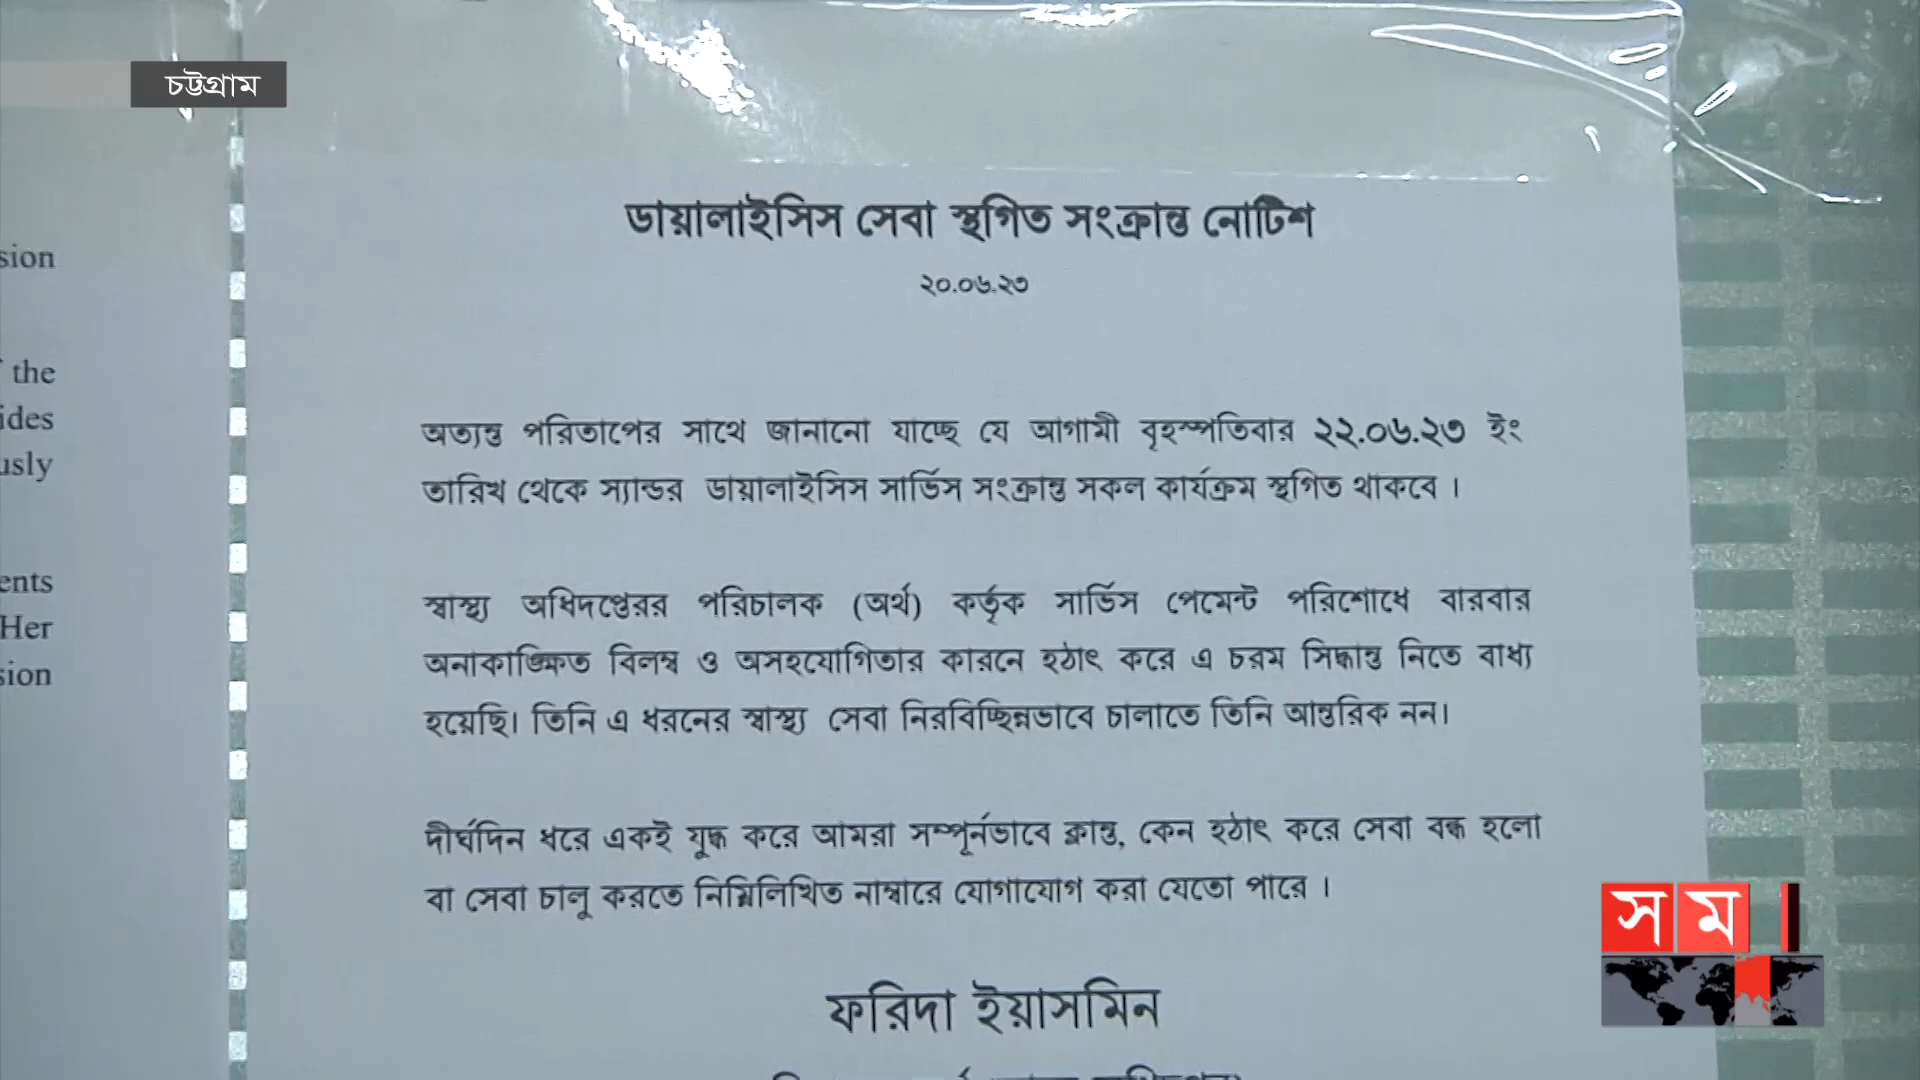 চট্টগ্রাম
sion
the
ides
usly
ents
Her
sion
ডায়ালাইসিস সেবা স্থগিত সংক্রান্ত নোটিশ
২০.০৬.২৩
অত্যন্ত পরিতাপের সাথে জানানো যাচ্ছে যে আগামী বৃহস্পতিবার ২২.০৬.২৩ ইং
তারিখ থেকে স্যান্ডর ডায়ালাইসিস সার্ভিস সংক্রান্ত সকল কার্যক্রম স্থগিত থাকবে ।
স্বাস্থ্য অধিদপ্তেরর পরিচালক (অর্থ) কর্তৃক সার্ভিস পেমেন্ট পরিশোধে বারবার
অনাকাঙ্ক্ষিত বিলম্ব ও অসহযোগিতার কারনে হঠাৎ করে এ চরম সিদ্ধান্ত নিতে বাধ্য
হয়েছি। তিনি এ ধরনের স্বাস্থ্য সেবা নিরবিচ্ছিন্নভাবে চালাতে তিনি আন্তরিক নন।
দীর্ঘদিন ধরে একই যুদ্ধ করে আমরা সম্পূর্নভাবে ক্লান্ত, কেন হঠাৎ করে সেবা বন্ধ হলো
বা সেবা চালু করতে নিম্নিলিখিত নাম্বারে যোগাযোগ করা যেতো পারে ।
ফরিদা ইয়াসমিন
সম